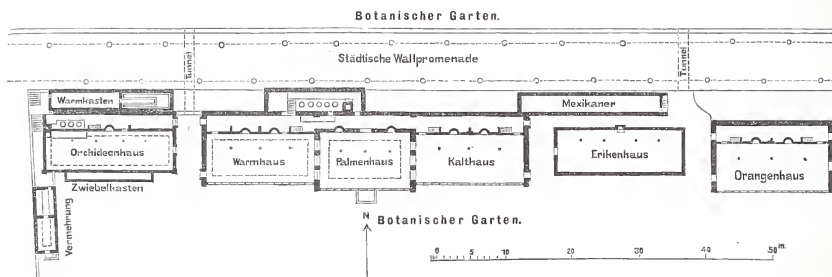 Botanischer Garten.
Städtische Wallpromenade
Tunnel
Tunnel
Warmkasten
Mexikaner
Orchideenhaus
Warmhaus
Palmenhaus
Kalthaus
Erikenhaus
Orangenhaus
Zwiebelkasten
Vermehrung
N
Botanischer Garten.
0 5 10 20 30 40 50 m.